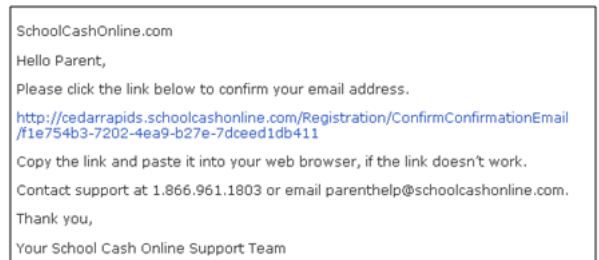 SchoolCashOnline.com
Hello Parent,
Please click the link below to confirm your email address.
http://cedarrapids.schoolcashonline.com/Registration/ConfirmConfirmationEmail
/f1e754b3-7202-4ea9-b27e-7dceed1db411
Copy the link and paste it into your web browser, if the link doesn't work.
Contact support at 1.866.961.1803 or email parenthelp@schoolcashonline.com.
Thank you,
Your School Cash Online Support Team